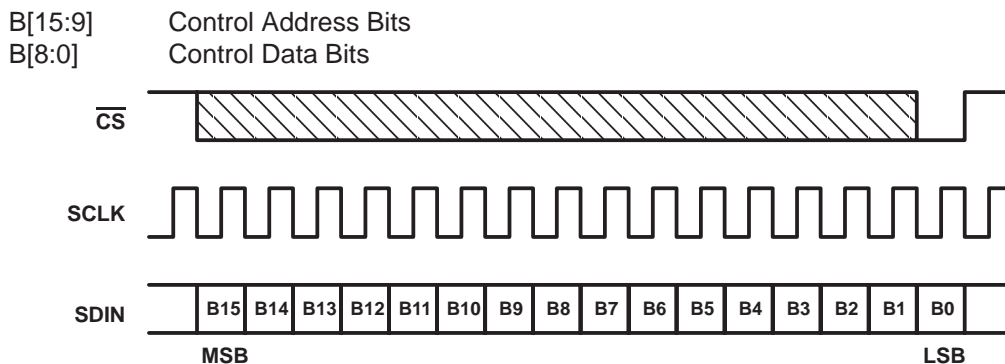 B[15:9] Control Address Bits
B[8:0] Control Data Bits
CS
SCLK
SDIN B15 B14 B13 B12 B11 B10 B9 B8 B7 B6 B5 B4 B3 B2 B1 B0
MSB LSB